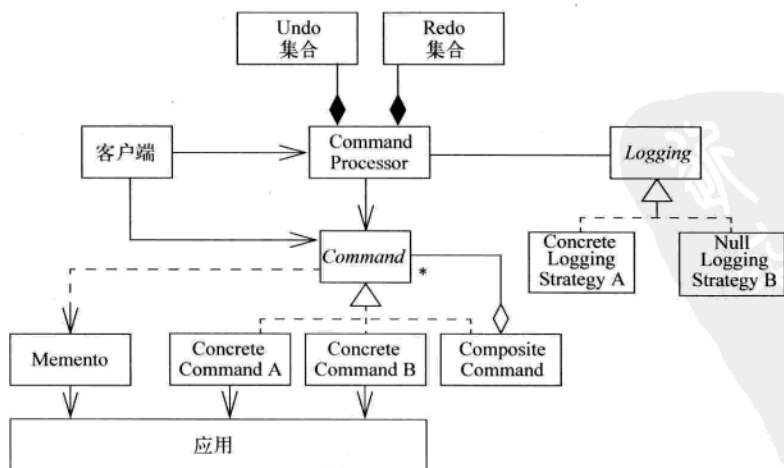 Undo
集合
Redo
集合
客户端
Command
Processor
Logging
Command
*
Concrete
Logging
Strategy A
Null
Logging
Strategy B
Memento
Concrete
Command A
Concrete
Command B
Composite
Command
应用